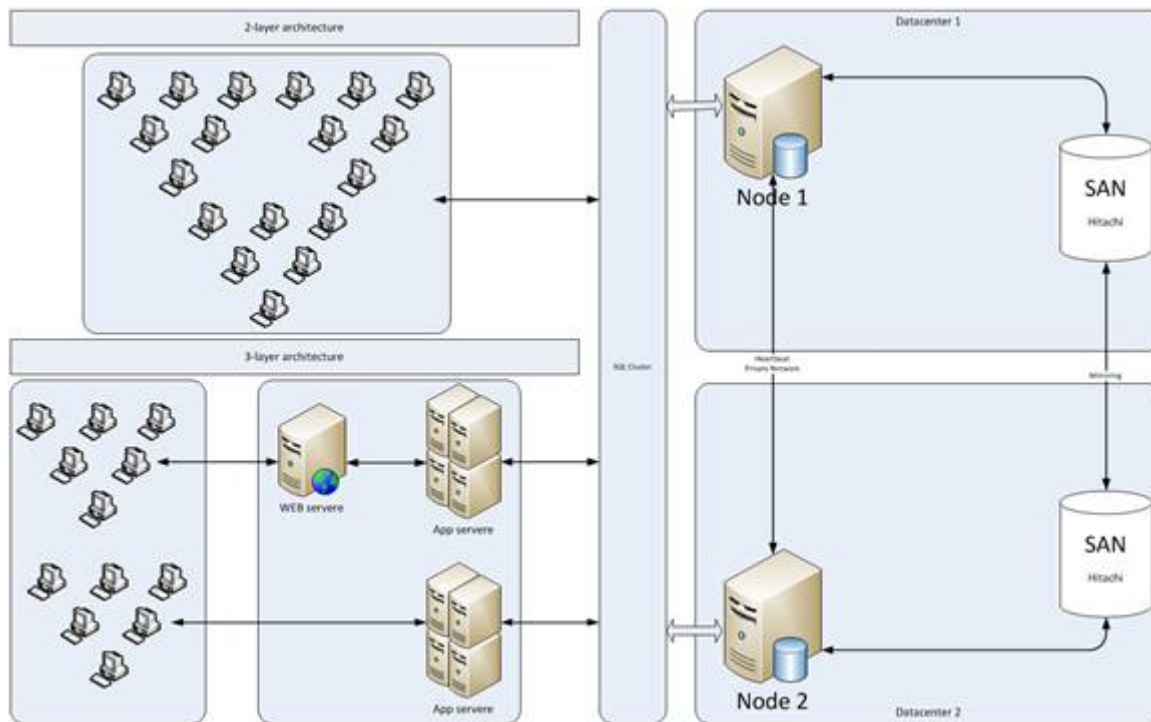 2-layer architecture
3-layer architecture
WEB servere
App servere
App servere
SQL Cluster
Datacenter 1
Node 1
SAN
Hitachi
Heartbeat
Private Network
Mirroring
SAN
Hitachi
Node 2
Datacenter 2